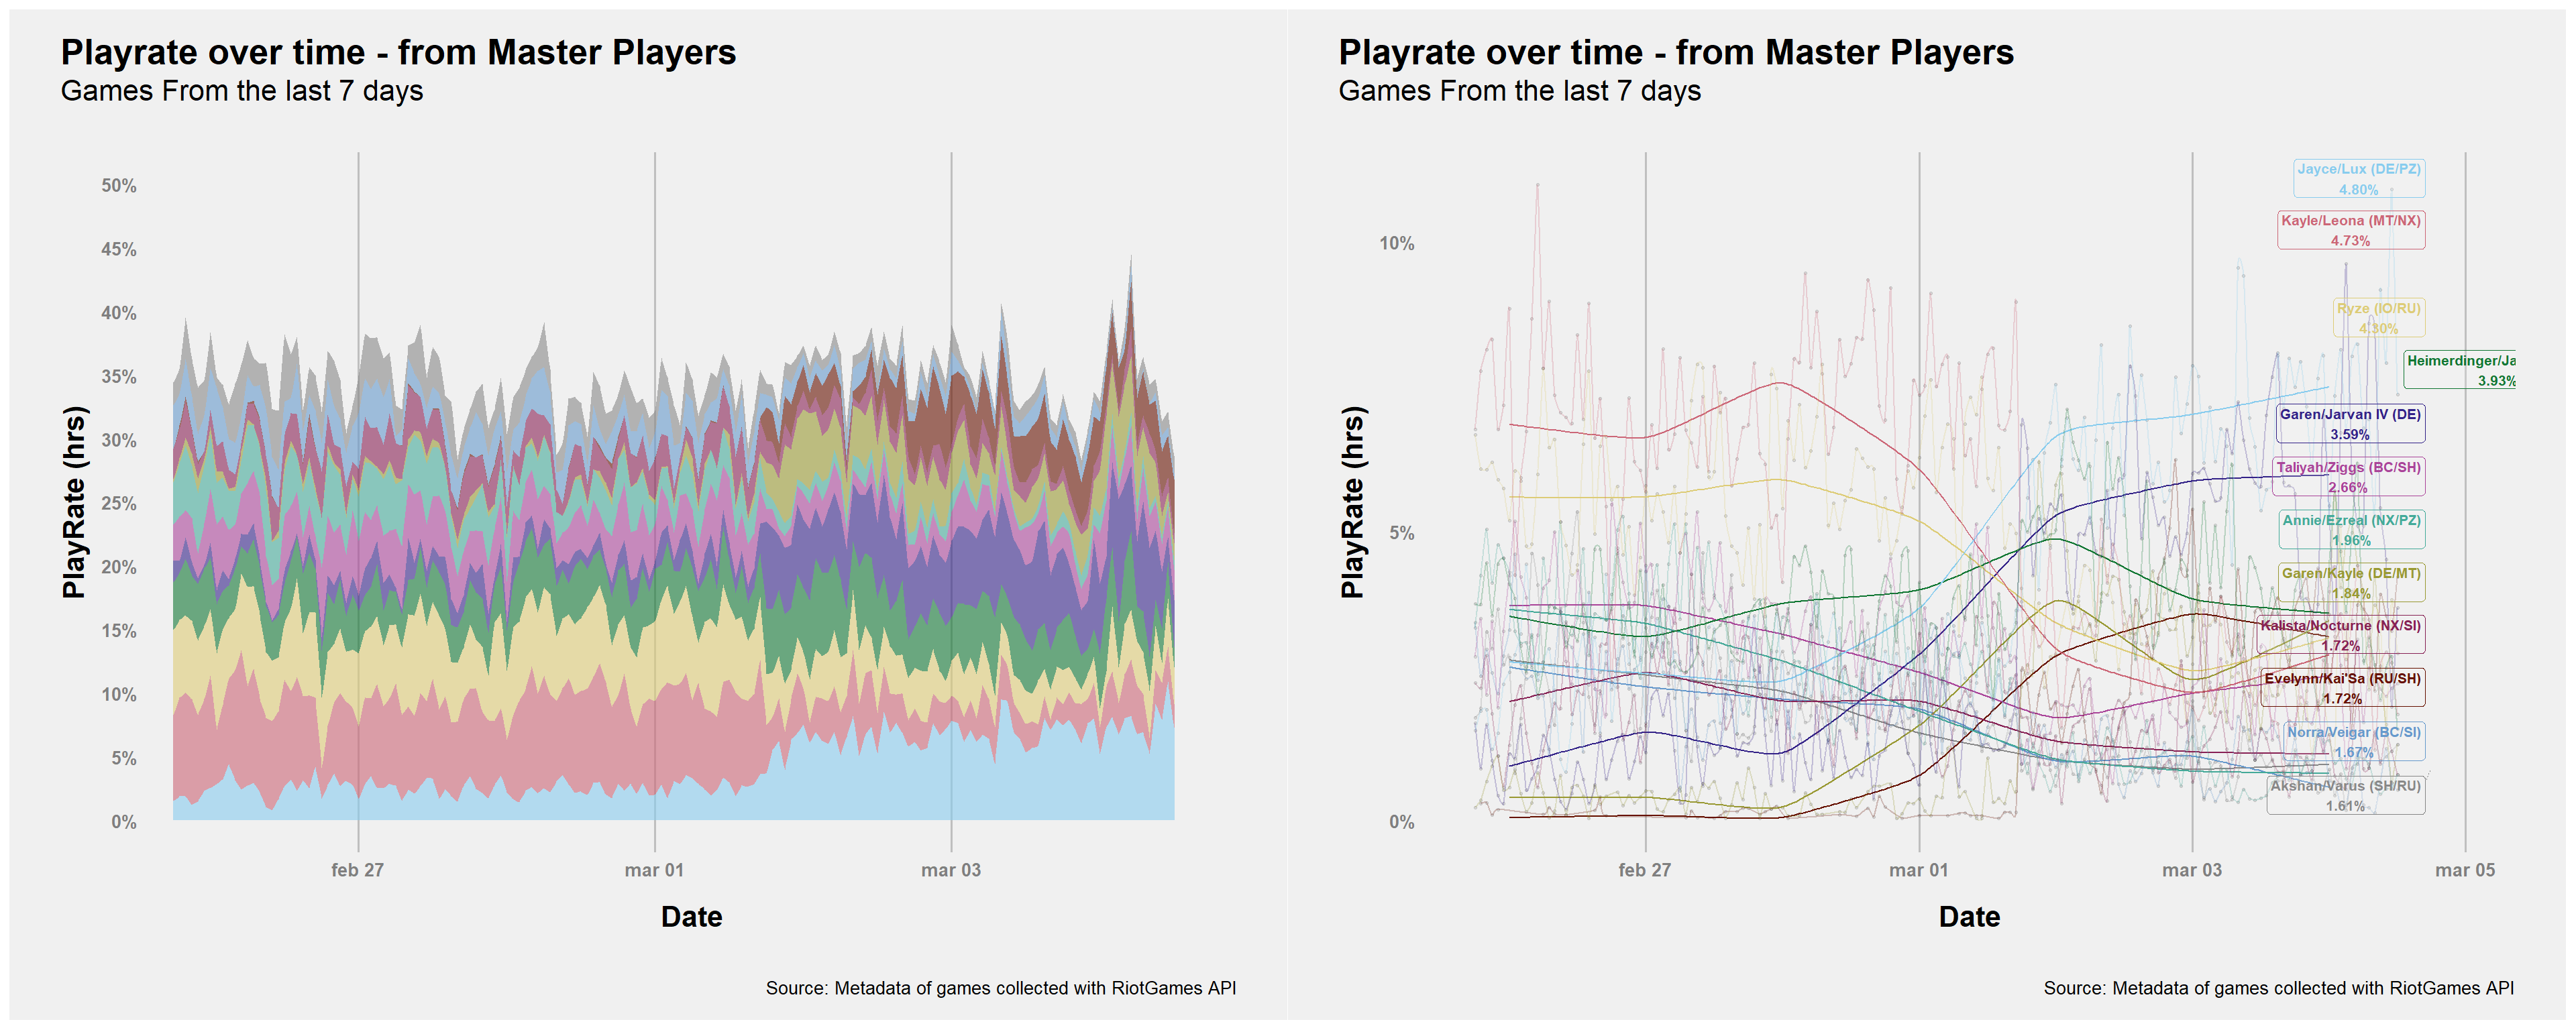 Playrate over time - from Master Players
Games From the last 7 days
50%
45%
40%
35%
30%
25%
20%
15%
10%
5%
0%
PlayRate (hrs)
feb 27
mar 01
mar 03
Date
Source: Metadata of games collected with RiotGames API
Playrate over time - from Master Players
Games From the last 7 days
10%
5%
0%
PlayRate (hrs)
Jayce/Lux (DE/PZ)
4.80%
Kayle/Leona (MT/NX)
4.73%
Ryze (IO/RU)
4.30%
Heimerdinger/Ja
3.93%
Garen/Jarvan IV (DE)
3.59%
Taliyah/Ziggs (BC/SH)
2.66%
Annie/Ezreal (NX/PZ)
1.96%
Garen/Kayle (DE/MT)
1.84%
Kalista/Nocturne (NX/SI)
1.72%
Evelynn/Kai'Sa (RU/SH)
1.72%
Norra/Veigar (BC/SI)
1.67%
Akshan/Varus (SH/RU)
1.61%
feb 27
mar 01
mar 03
mar 05
Date
Source: Metadata of games collected with RiotGames API